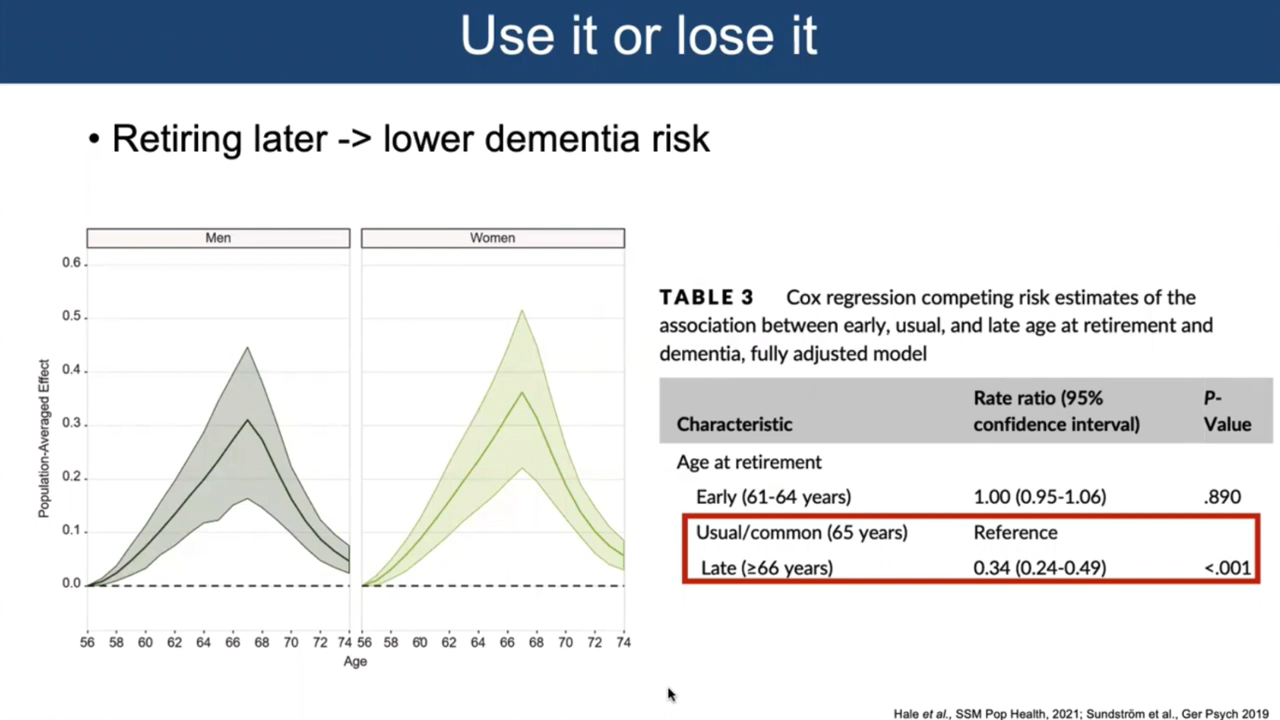 Use it or lose it
• Retiring later -> lower dementia risk
Men
Women
0.6
0.5
0.4
0.3
0.2
0.1
0.0
Population-Averaged Effect
56 58 60 62 64 66 68 70 72 74 56 58 60 62 64 66 68 70 72 74
Age
TABLE 3 Cox regression competing risk estimates of the
association between early, usual, and late age at retirement and
dementia, fully adjusted model
Characteristic Rate ratio (95% confidence interval) P-Value
Age at retirement
Early (61-64 years) 1.00 (0.95-1.06) .890
Usual/common (65 years) Reference
Late (≥66 years) 0.34 (0.24-0.49) <.001
Hale et al., SSM Pop Health, 2021; Sundström et al., Ger Psych 2019